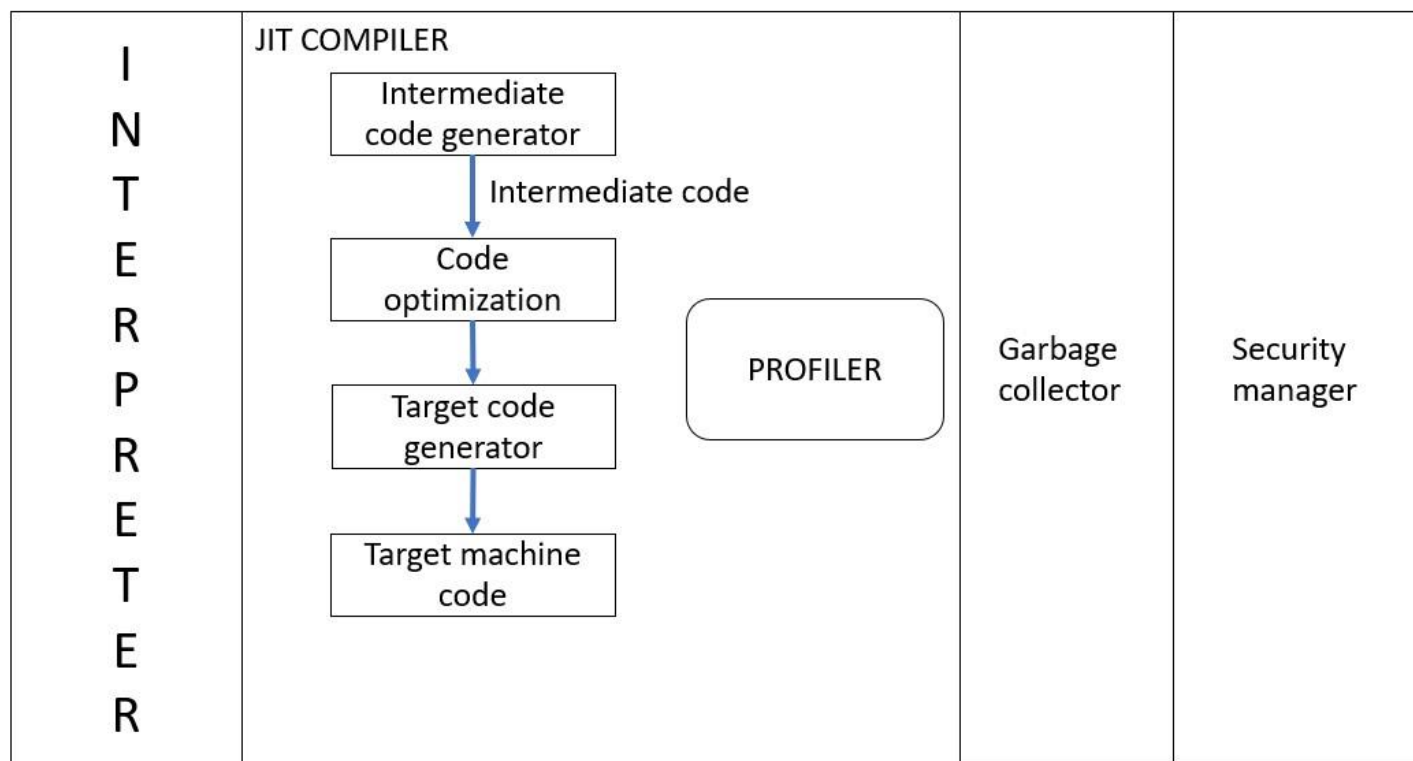 INTERPRETER
JIT COMPILER
Intermediate
code generator
Intermediate code
Code
optimization
Target code
generator
Target machine
code
PROFILER
Garbage
collector
Security
manager